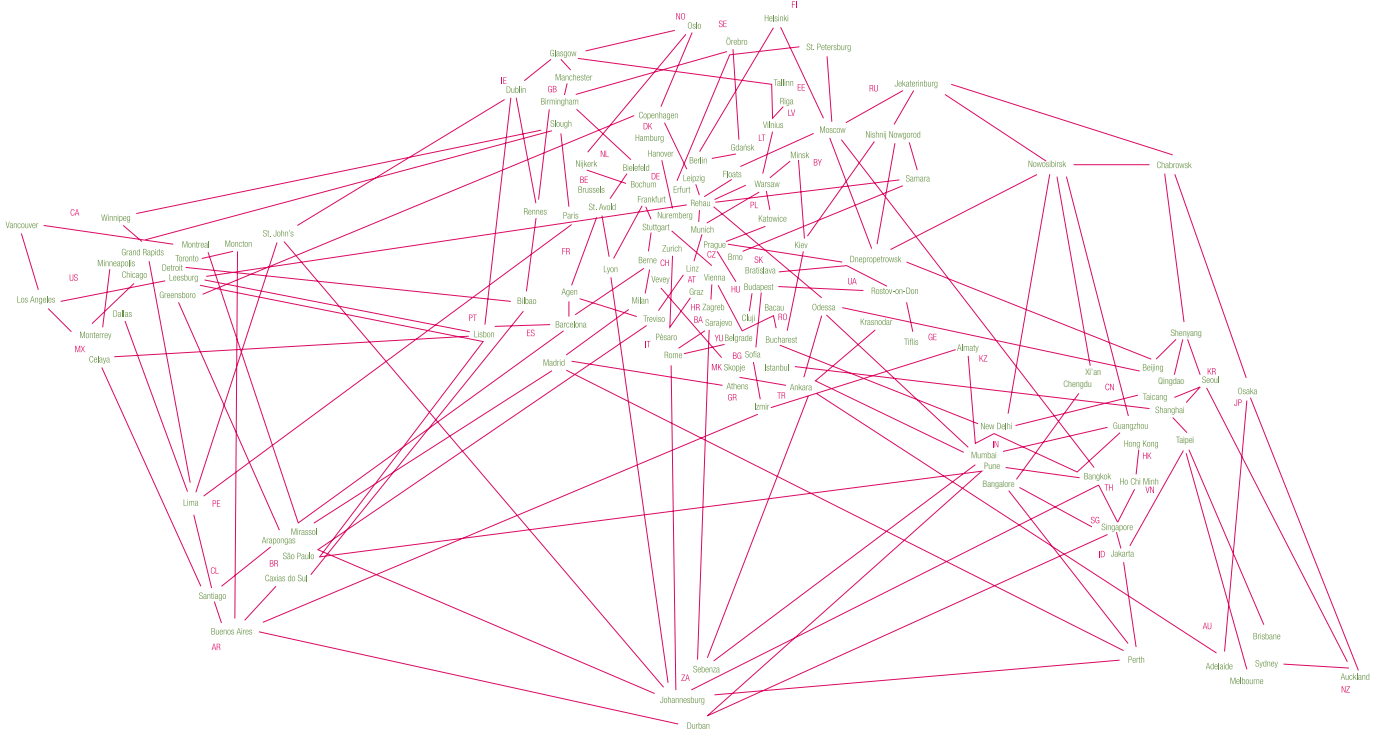 NO
Oslo
SE
Helsinki
FI
Örebro
St. Petersburg
Glasgow
Manchester
Tallinn
EE
RU
Jekaterinburg
IE
Dublin
GB
Birmingham
Riga
LV
Slough
Copenhagen
DK
Vilnius
LT
Moscow
Nishnij Nowgorod
Hamburg
Gdańsk
Minsk
BY
NL
Hanover
Berlin
Nijkerk
Bielefeld
DE
Leipzig
Floats
Nowosibirsk
Chabrowsk
BE
Brussels
Bochum
Erfurt
Warsaw
Samara
St. Avold
Frankfurt
Rehau
PL
CA
Winnipeg
Rennes
Paris
Nuremberg
Katowice
Vancouver
Stuttgart
Munich
St. John's
Montreal
Moncton
Grand Rapids
Toronto
FR
Zurich
Prague
CZ
Brno
Kiev
Minneapolis
Detroit
Berne
CH
Linz
SK
Dnepropetrowsk
US
Chicago
Leesburg
Lyon
Vevey
AT
Vienna
Bratislava
UA
Los Angeles
Greensboro
Bilbao
Agen
Milan
Graz
HU
Budapest
Rostov-on-Don
Dallas
PT
Barcelona
Treviso
HR
Zagreb
Cluji
Bacau
RO
Odessa
Krasnodar
Monterrey
Lisbon
ES
Pésaro
BA
Sarajevo
Bucharest
GE
Tiflis
Shenyang
MX
Celaya
IT
Rome
YU
Belgrade
BG
Sofia
Almaty
KZ
Madrid
MK
Skopje
Istanbul
Beijing
Xi'an
Athens
Ankara
Chengdu
CN
Qingdao
KR
Seoul
GR
Izmir
TR
Taicang
Osaka
Shanghai
JP
New Delhi
Guangzhou
IN
Hong Kong
Taipei
Mumbai
HK
Pune
Bangalore
Bangkok
TH
Ho Chi Minh
VN
Lima
PE
Mirassol
SG
Singapore
Arapongas
São Paulo
ID
Jakarta
CL
BR
Caxias do Sul
Santiago
Buenos Aires
AR
AU
Brisbane
Sebenza
ZA
Perth
Adelaide
Sydney
Melbourne
Auckland
NZ
Johannesburg
Durban